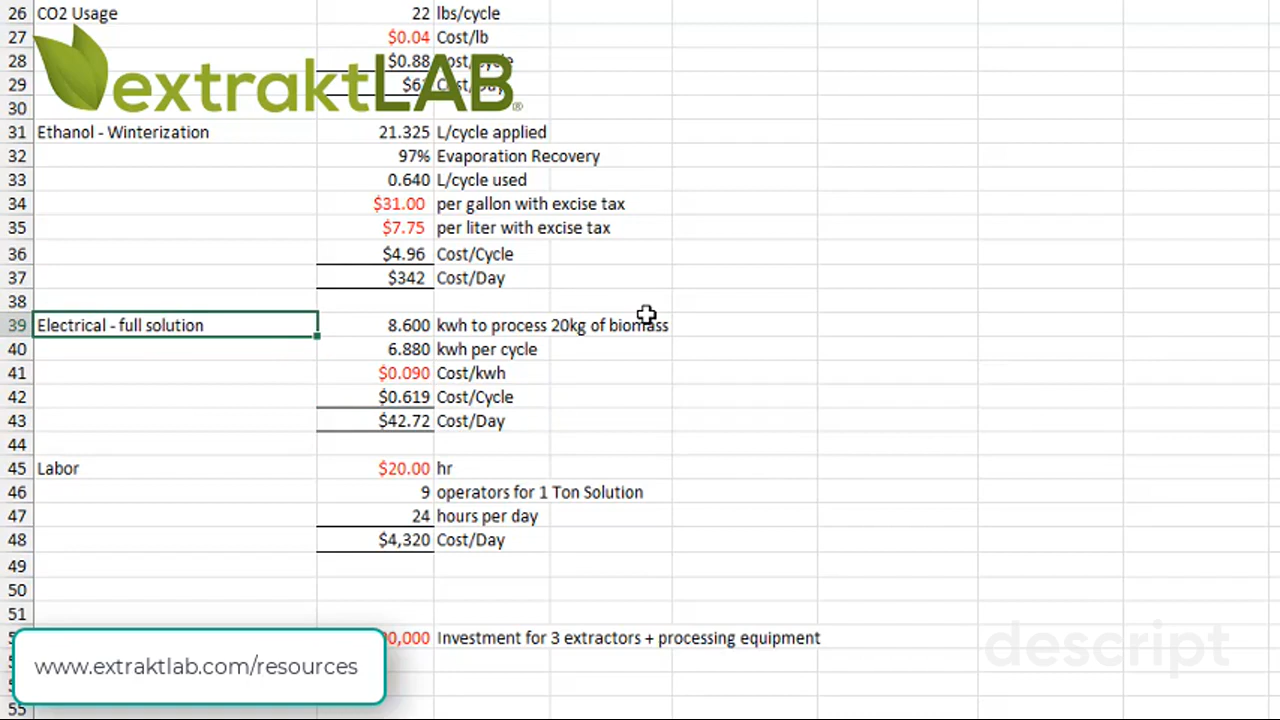 26 CO2 Usage 22 lbs/cycle
27 $0.04 Cost/lb
28 $0.88 Cost/Cycle
29 Cost/Day
extraktLAB®
30
31 Ethanol - Winterization 21.325 L/cycle applied
32 97% Evaporation Recovery
33 0.640 L/cycle used
34 $31.00 per gallon with excise tax
35 $7.75 per liter with excise tax
36 $4.96 Cost/Cycle
37 $342 Cost/Day
38
39 Electrical - full solution 8.600 kwh to process 20kg of biomass
40 6.880 kwh per cycle
41 $0.090 Cost/kwh
42 $0.619 Cost/Cycle
43 $42.72 Cost/Day
44
45 Labor $20.00 hr
46 9 operators for 1 Ton Solution
47 24 hours per day
48 $4,320 Cost/Day
49
50
51
Investment for 3 extractors + processing equipment
www.extraktlab.com/resources
descript
55